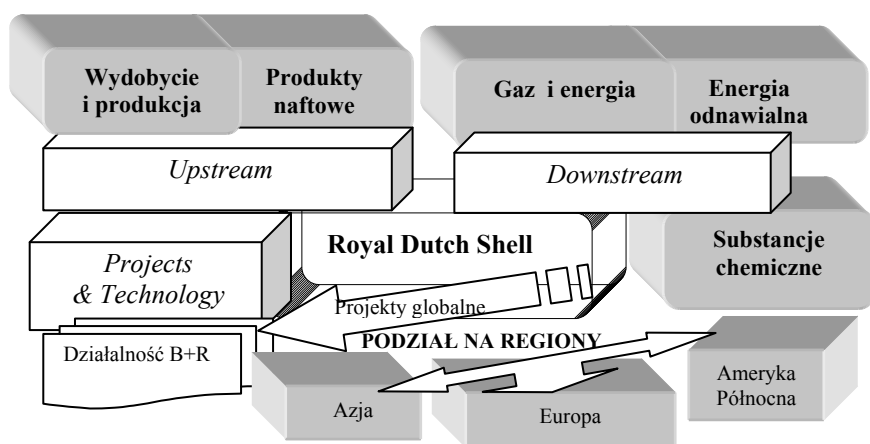 Wydobycie
i produkcja
Produkty
naftowe
Gaz i energia
Energia
odnawialna
Upstream
Downstream
Royal Dutch Shell
Substancje
chemiczne
Projects
& Technology
Projekty globalne
PODZIAŁ NA REGIONY
Działalność B+R
Azja
Europa
Ameryka
Północna